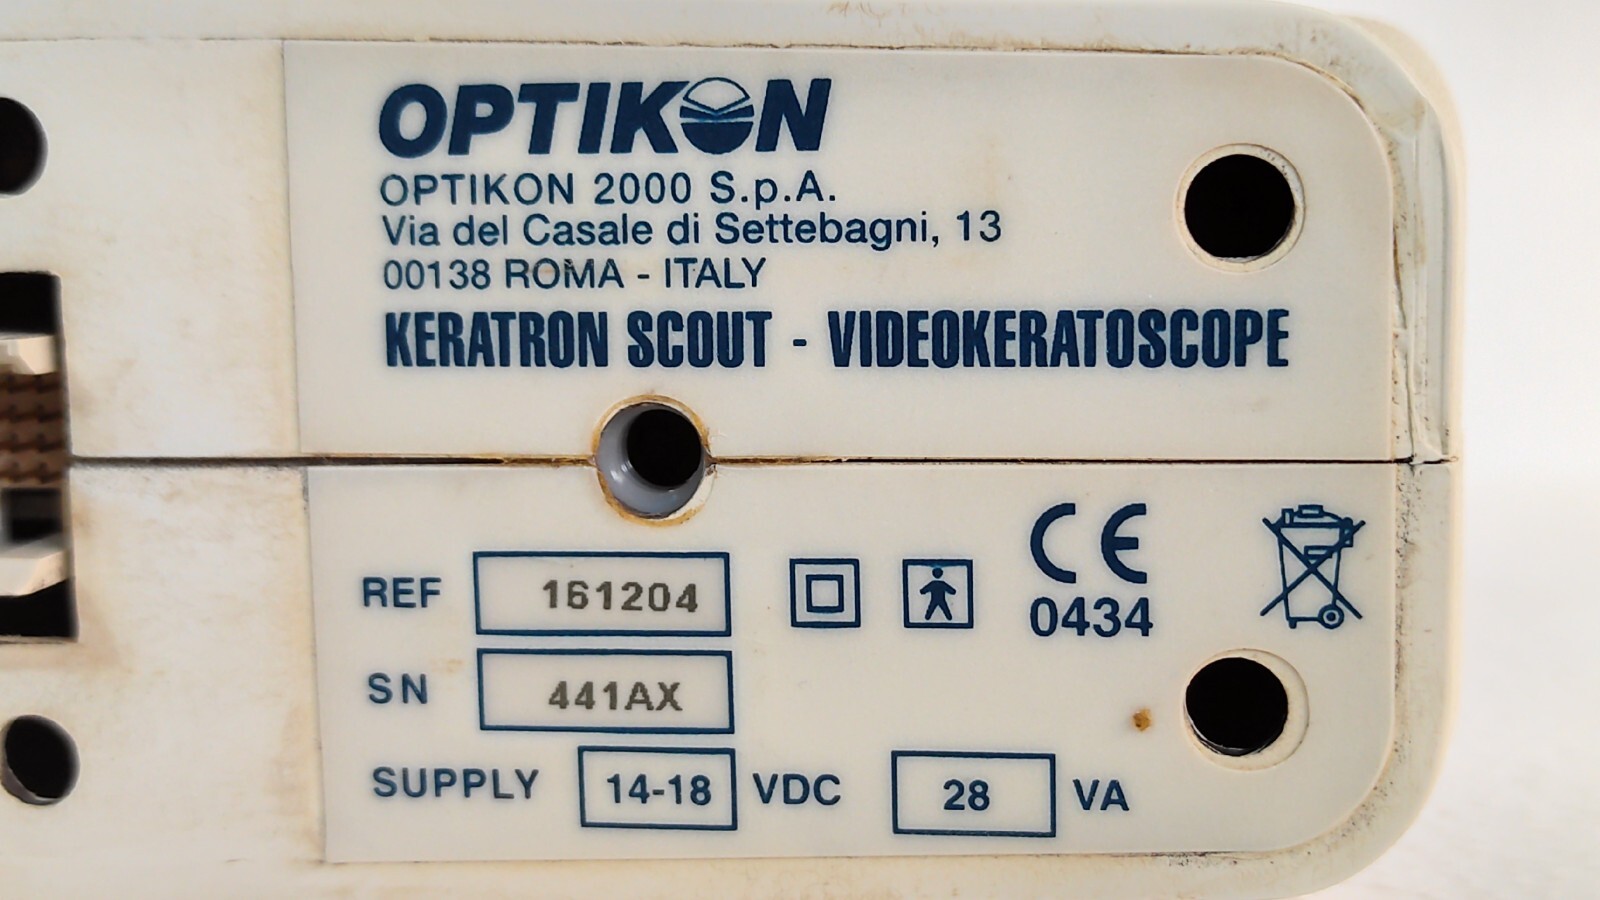 OPTIKON
OPTIKON 2000 S.p.A.
Via del Casale di Settebagni, 13
00138 ROMA - ITALY
KERATRON SCOUT - VIDEOKERATOSCOPE
REF 161204
CE
0434
SN 441AX
SUPPLY 14-18 VDC 28 VA